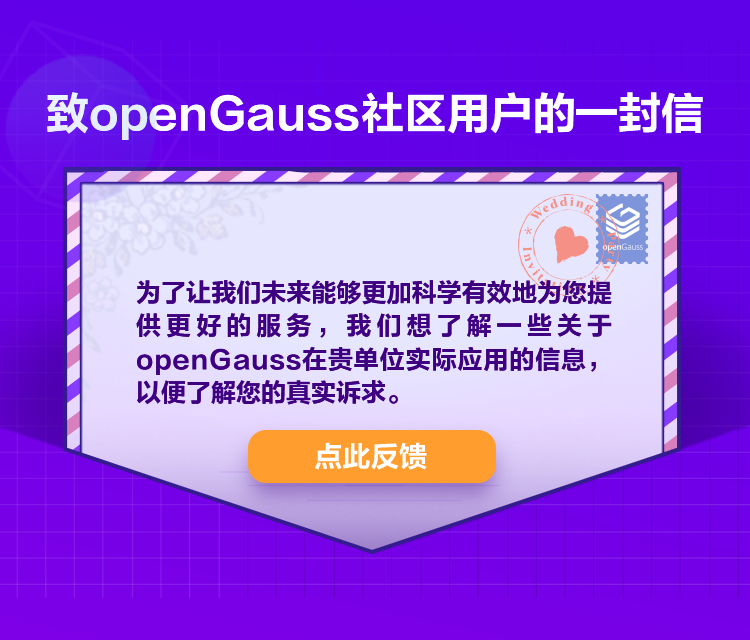 致openGauss社区用户的一封信
Wedding
openGauss
为了让我们未来能够更加科学有效地为您提
供更好的服务，我们想了解一些关于
openGauss在贵单位实际应用的信息，
以便了解您的真实诉求。
点此反馈